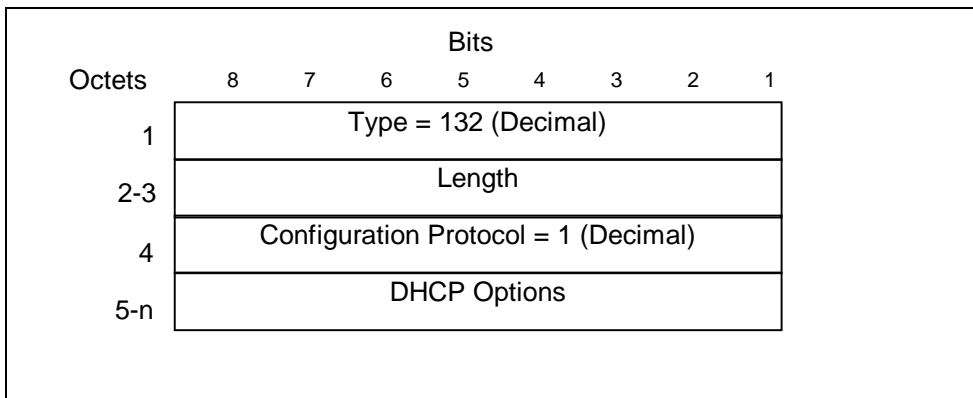 Bits
Octets 8 7 6 5 4 3 2 1
1 Type = 132 (Decimal)
2-3 Length
4 Configuration Protocol = 1 (Decimal)
5-n DHCP Options